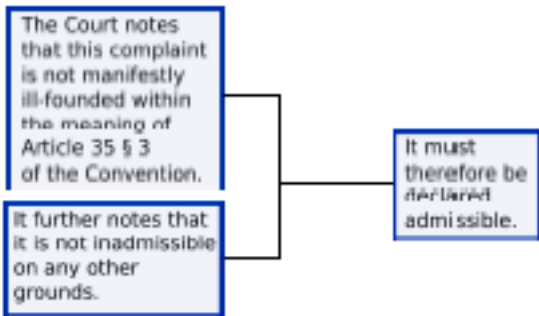 The Court notes
that this complaint
is not manifestly
ill-founded within
the meaning of
Article 35 § 3
of the Convention.
It further notes that
it is not inadmissible
on any other
grounds.
It must
therefore be
declared
admissible.